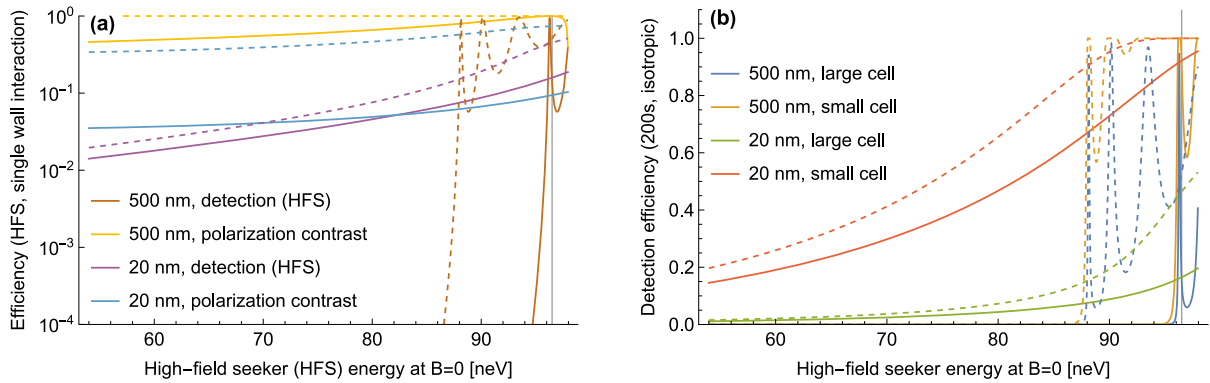 (a)
Efficiency (HFS, single wall interaction)
10⁰
10⁻¹
10⁻²
10⁻³
10⁻⁴
500 nm, detection (HFS)
500 nm, polarization contrast
20 nm, detection (HFS)
20 nm, polarization contrast
60 70 80 90
High-field seeker (HFS) energy at B=0 [neV]
(b)
Detection efficiency (200s, isotropic)
1.0
0.8
0.6
0.4
0.2
0.0
500 nm, large cell
500 nm, small cell
20 nm, large cell
20 nm, small cell
60 70 80 90
High-field seeker energy at B=0 [neV]